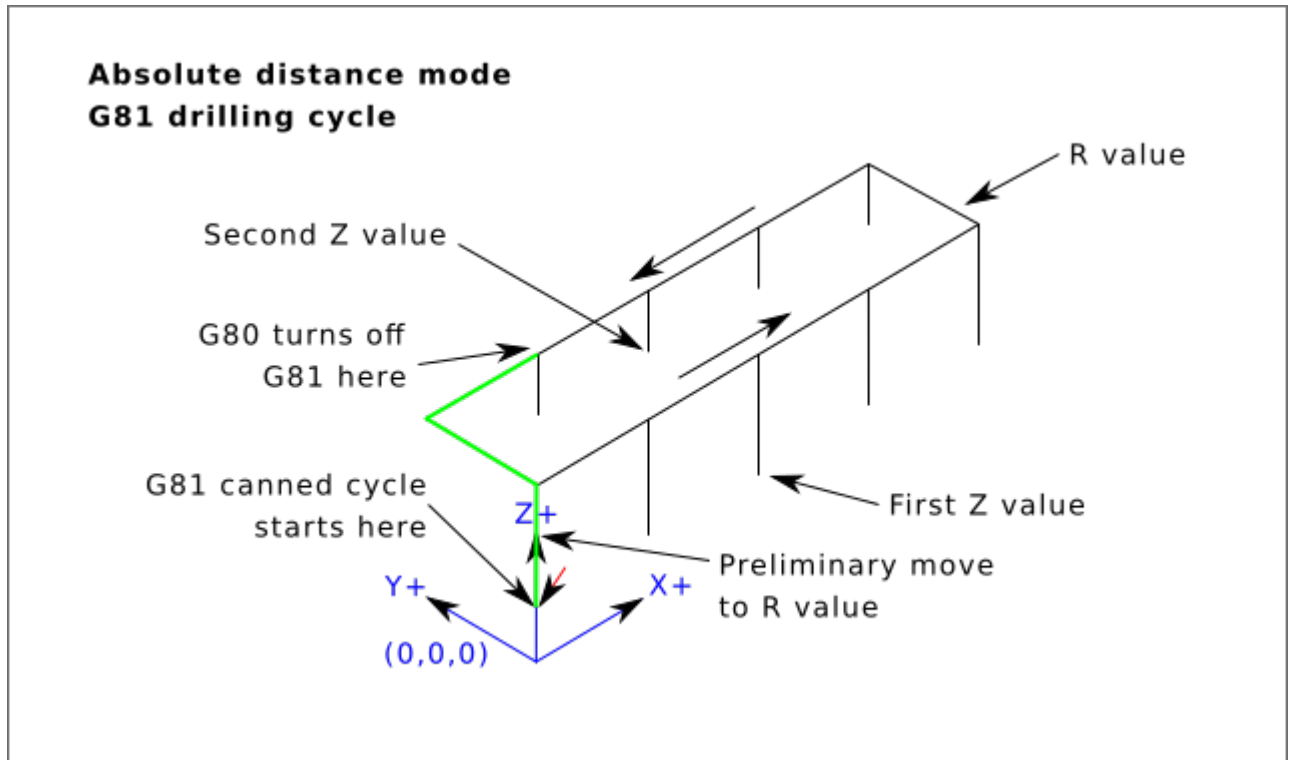 Absolute distance mode
G81 drilling cycle
R value
Second Z value
G80 turns off
G81 here
G81 canned cycle
starts here
First Z value
Z+
Preliminary move
to R value
Y+
X+
(0,0,0)